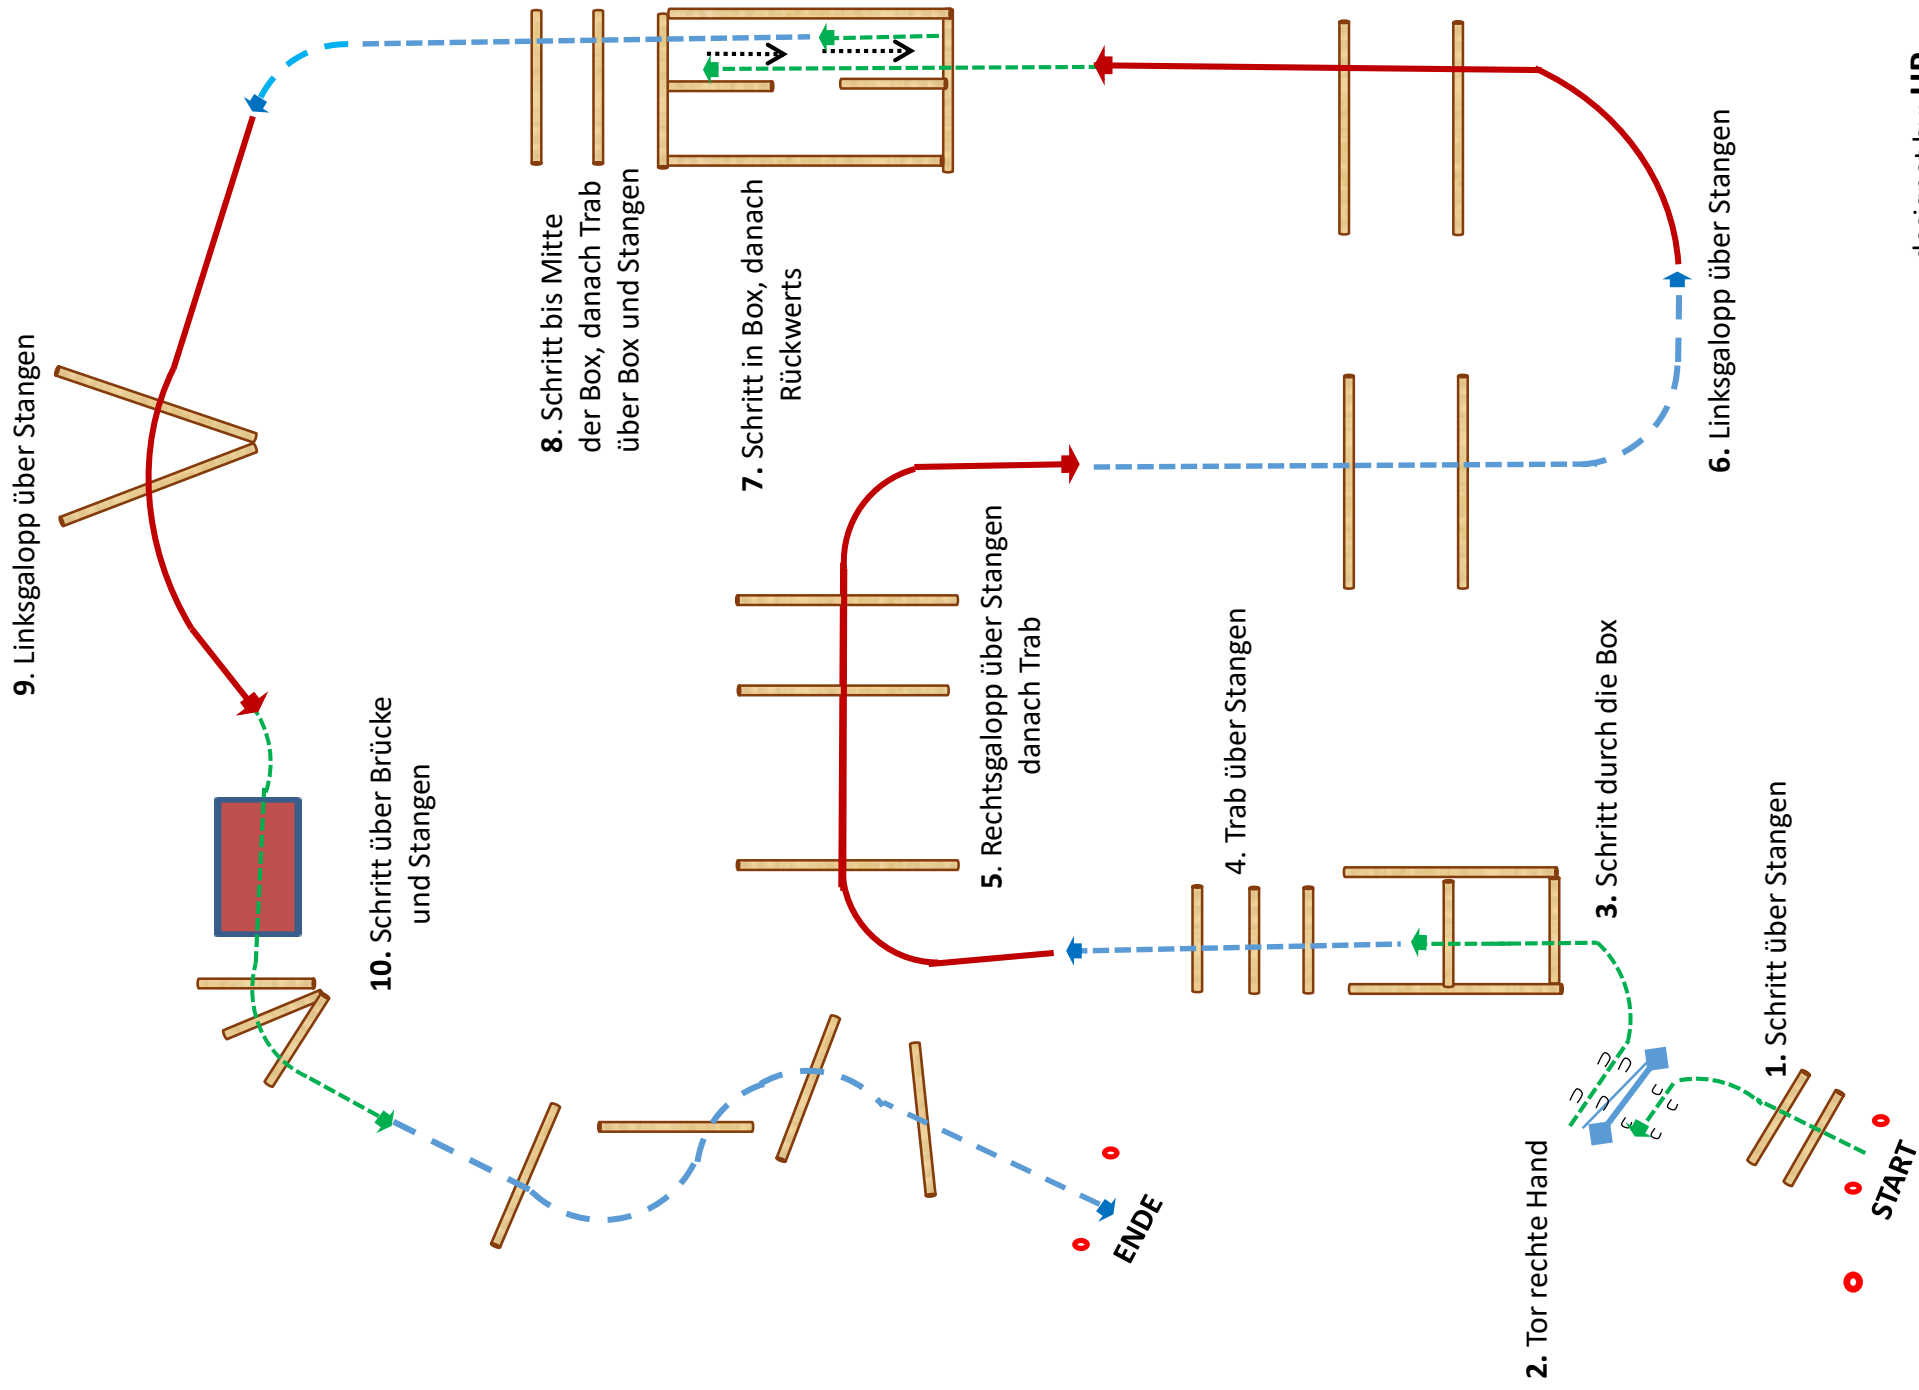 9. Linksgalopp über Stangen
10. Schritt über Brücke
und Stangen
8. Schritt bis Mitte
der Box, danach Trab
über Box und Stangen
7. Schritt in Box, danach
Rückwerts
5. Rechtsgalopp über Stangen
danach Trab
4. Trab über Stangen
3. Schritt durch die Box
6. Linksgalopp über Stangen
1. Schritt über Stangen
2. Tor rechte Hand
ENDE
START